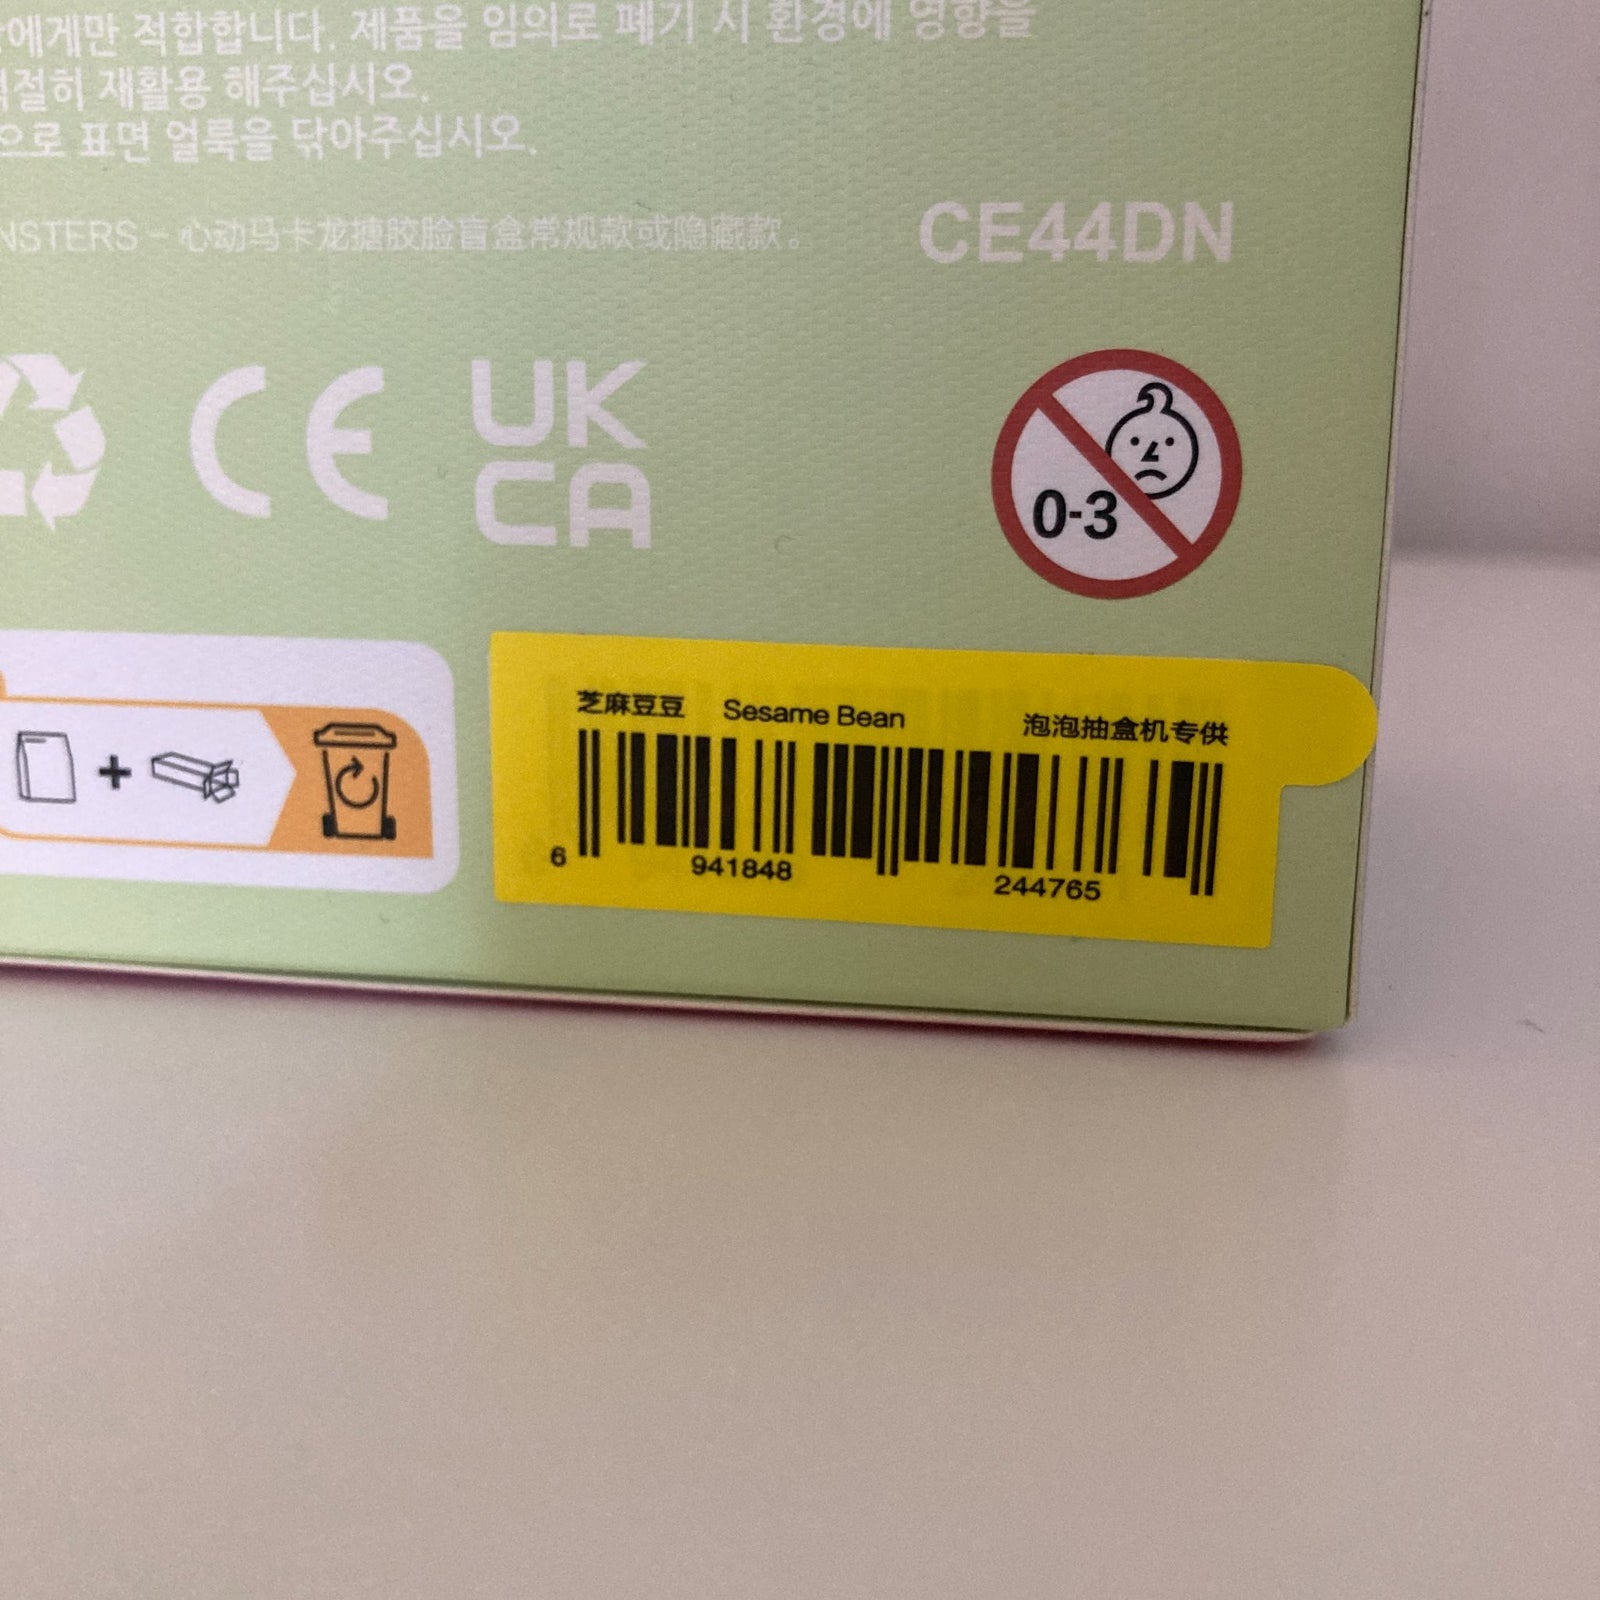 에게만 적합합니다. 제품을 임의로 폐기 시 환경에 영향을
재활용 해주십시오.
으로 표면 얼룩을 닦아주십시오.
NSTERS - 心动马卡龙搪胶脸盲盒常规款或隐藏款。
CE44DN
CE
UK
CA
0-3
芝麻豆豆 Sesame Bean 泡泡抽盒机专供
6 941848 244765